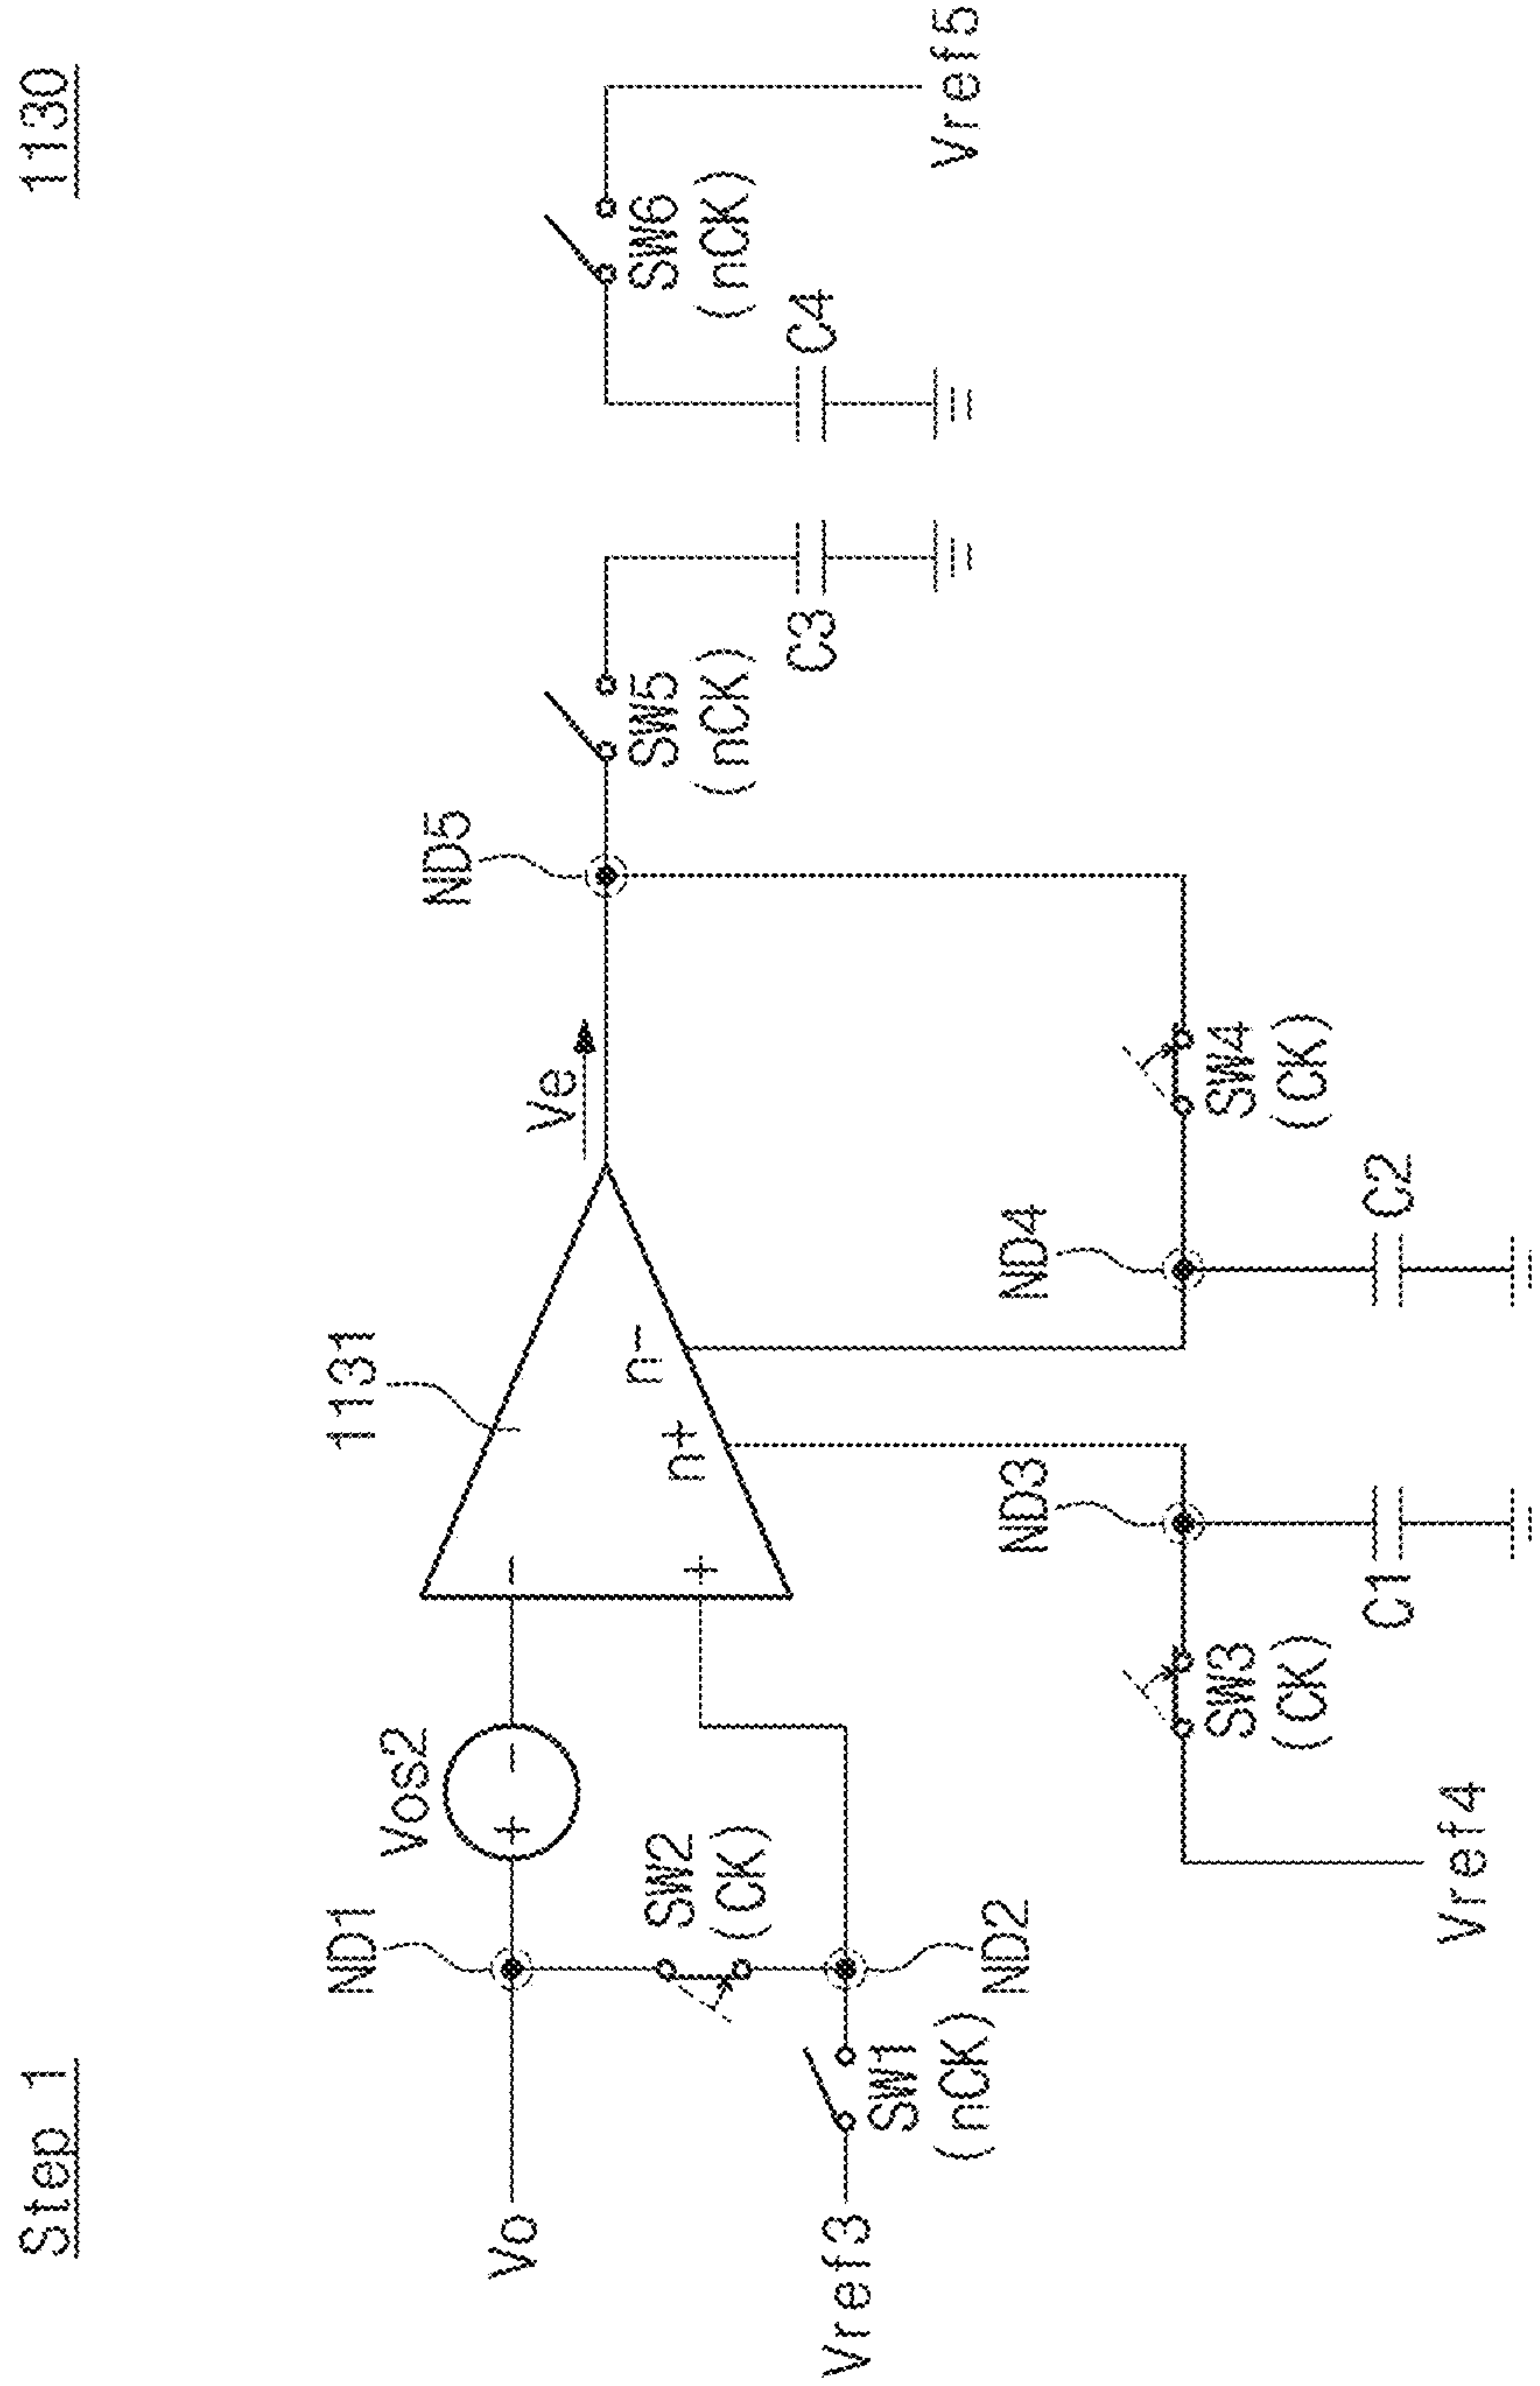 Step 1
1130
Vo
ND1
Vos2
+
-
-
+
1131
n+
n-
Ve
ND5
SW5
(nCK)
C3
SW6
(nCK)
C4
Vref5
SW2
(CK)
Vref3
SW1
(nCK)
ND2
Vref4
SW3
(CK)
ND3
C1
ND4
C2
SW4
(CK)